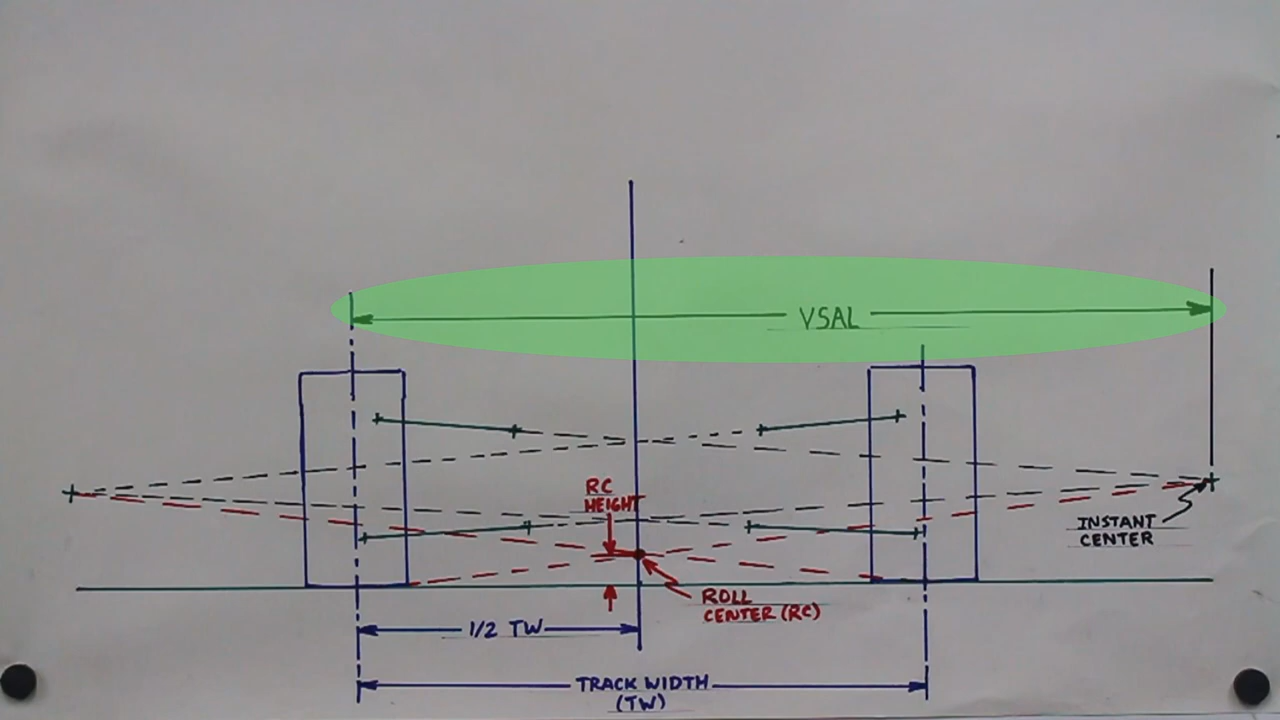 VSAL
RC
HEIGHT
INSTANT
CENTER
ROLL
CENTER (RC)
1/2 TW
TRACK WIDTH
(TW)